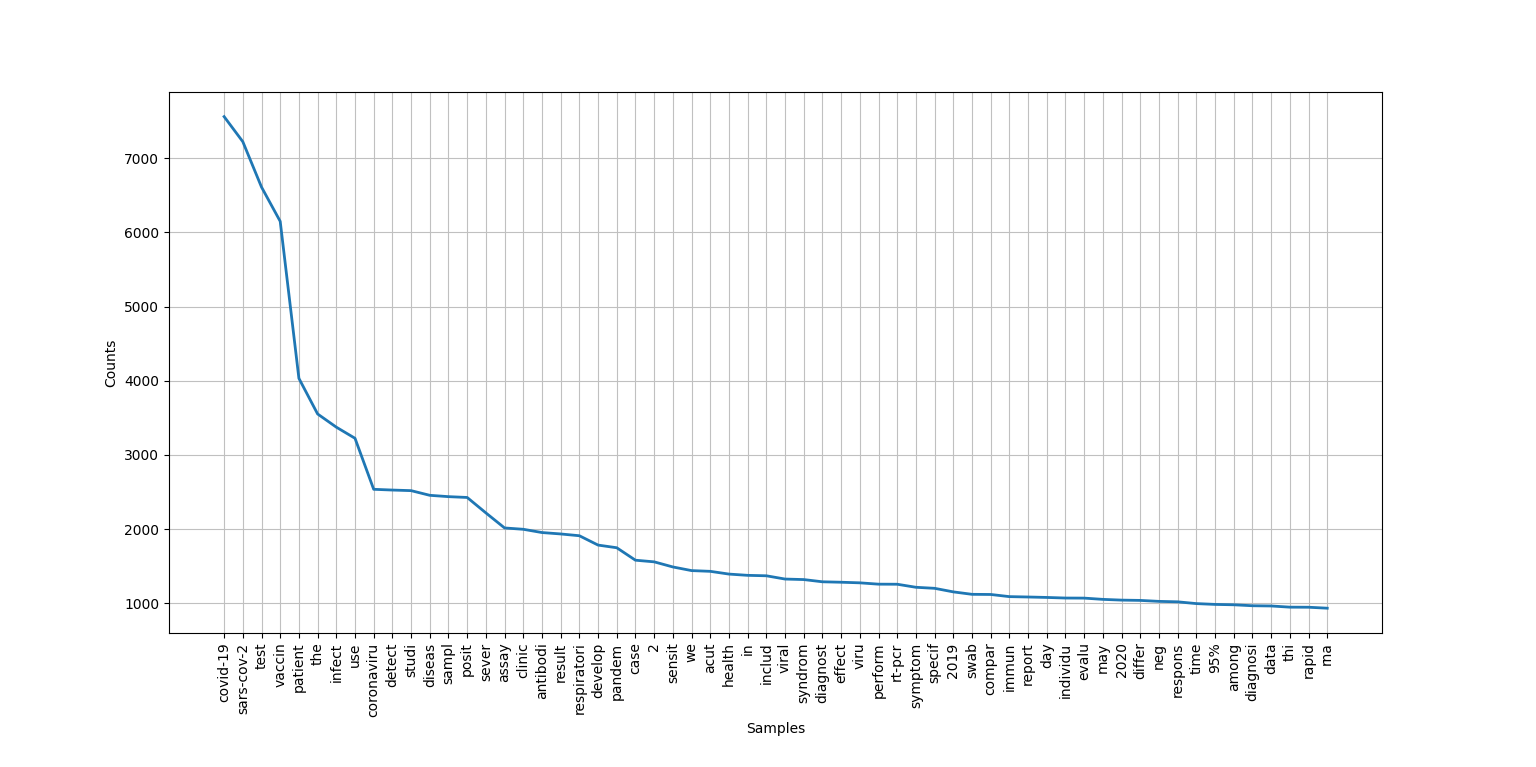 7000
6000
5000
4000
3000
2000
1000
Counts
covid-19
sars-cov-2
test
vaccin
patient
the
infect
use
coronaviru
detect
studi
diseas
sampl
posit
sever
assay
clinic
antibodi
result
respiratori
develop
pandem
case
2
sensit
we
acut
health
in
includ
viral
syndrom
diagnost
effect
viru
perform
rt-pcr
symptom
specif
2019
swab
compar
immun
report
day
individu
evalu
may
2020
differ
neg
respons
time
95%
among
diagnosi
data
thi
rapid
rna
Samples